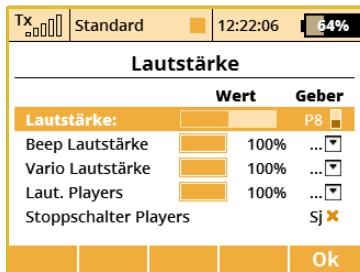 Tx Standard 12:22:06 64%
Lautstärke
Wert Geber
Lautstärke: P8
Beep Lautstärke 100% ...
Vario Lautstärke 100% ...
Laut. Players 100% ...
Stoppschalter Players Sj
Ok